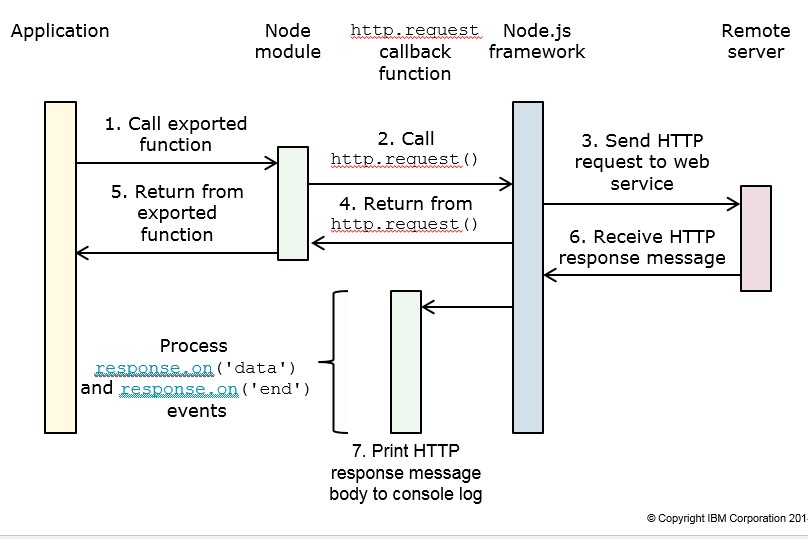 Application
Node
module
http.request
callback
function
Node.js
framework
Remote
server
1. Call exported
function
2. Call
http.request()
3. Send HTTP
request to web
service
5. Return from
exported
function
4. Return from
http.request()
6. Receive HTTP
response message
Process
response.on('data')
and response.on('end')
events
7. Print HTTP
response message
body to console log
© Copyright IBM Corporation 201